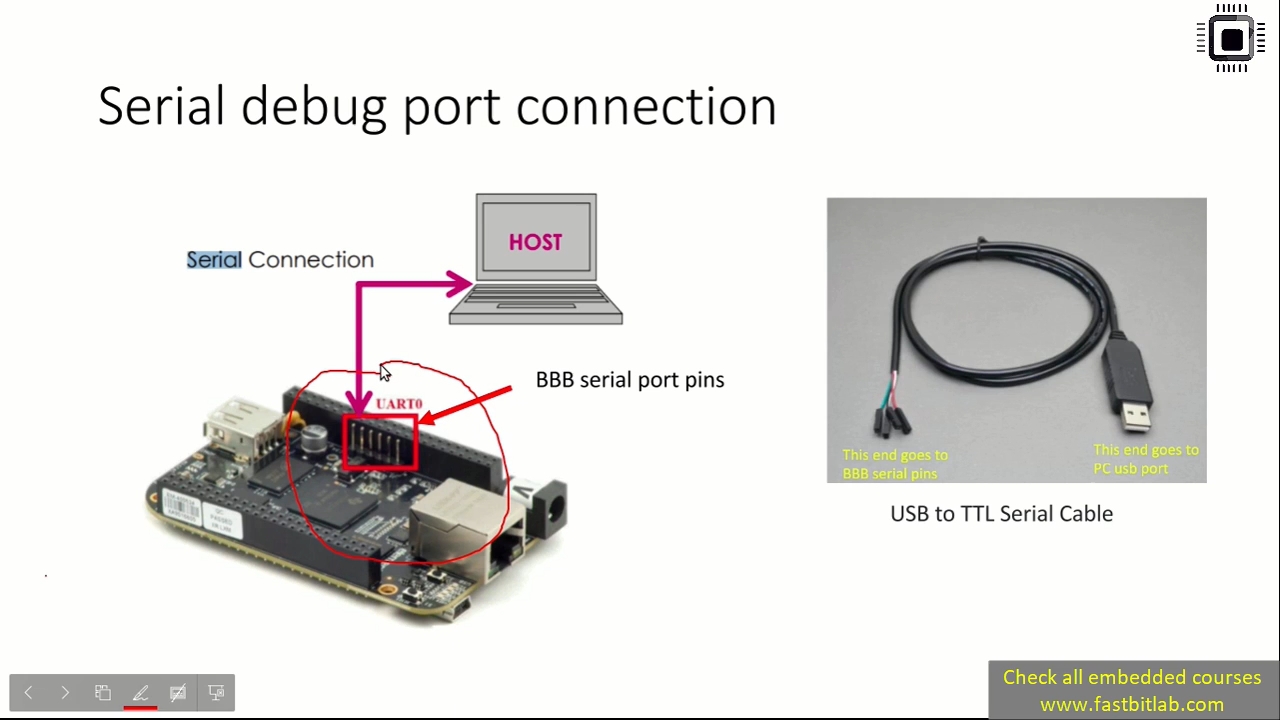 Serial debug port connection
HOST
Serial Connection
BBB serial port pins
UART0
This end goes to
BBB serial pins
This end goes to
PC usb port
USB to TTL Serial Cable
Check all embedded courses
www.fastbitlab.com